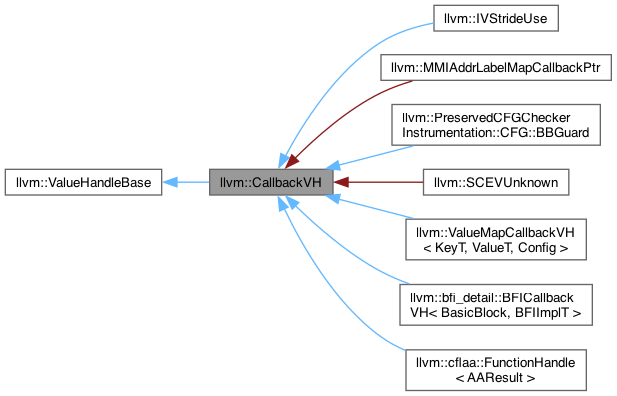 llvm::IVStrideUse
llvm::MMIAddrLabelMapCallbackPtr
llvm::PreservedCFGChecker
Instrumentation::CFG::BBGuard
llvm::ValueHandleBase
llvm::CallbackVH
llvm::SCEVUnknown
llvm::ValueMapCallbackVH
< KeyT, ValueT, Config >
llvm::bfi_detail::BFICallback
VH< BasicBlock, BFIImplT >
llvm::cflaa::FunctionHandle
< AAResult >